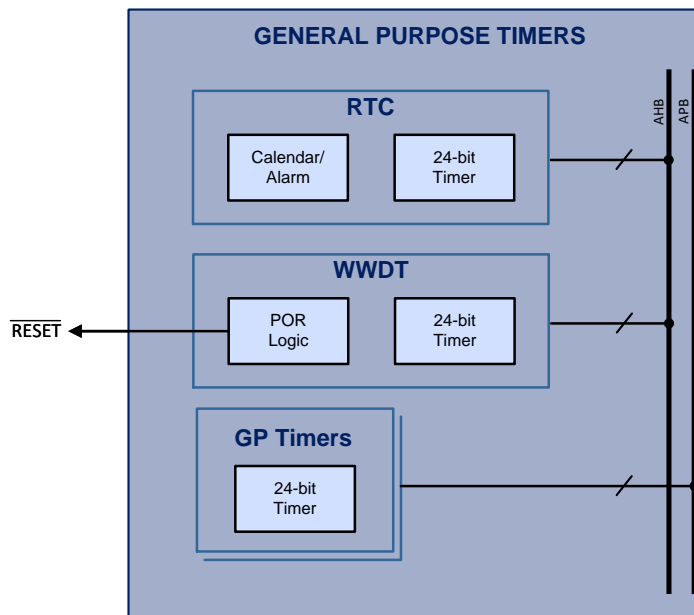 GENERAL PURPOSE TIMERS
AHB
APB
RTC
Calendar/
Alarm
24-bit
Timer
WWDT
RESET
POR
Logic
24-bit
Timer
GP Timers
24-bit
Timer